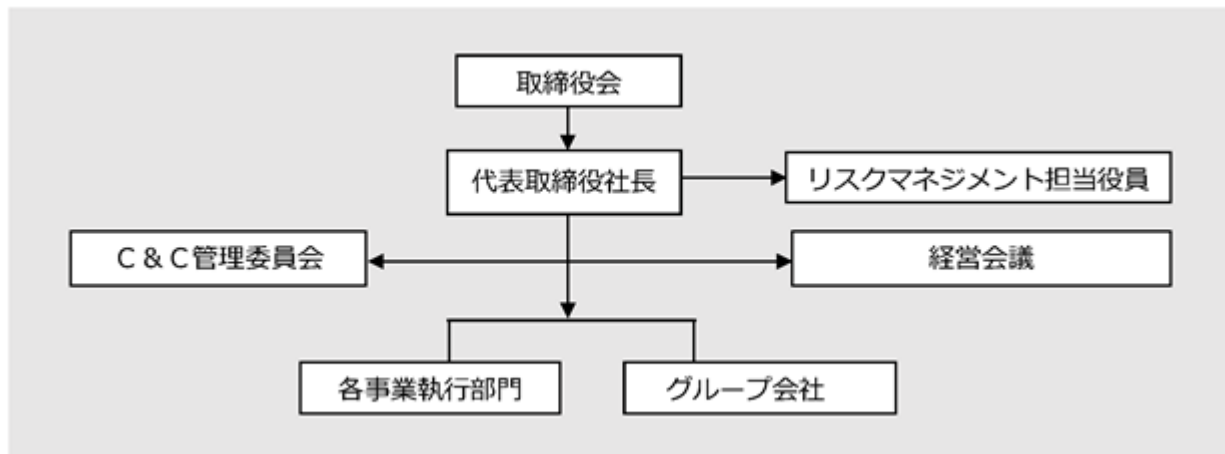 取締役会
代表取締役社長
リスクマネジメント担当役員
Ｃ＆Ｃ管理委員会
経営会議
各事業執行部門
グループ会社